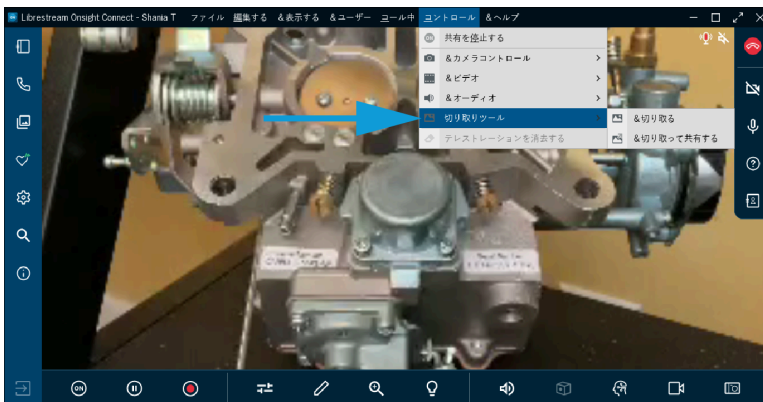 Librestream Onsight Connect - Shania T ファイル 編集する &表示する &ユーザー コール中 コントロール &ヘルプ
共有を停止する
&カメラコントロール
&ビデオ
&オーディオ
切り取りツール
&切り取る
テレストレーションを消去する
&切り取って共有する
ON